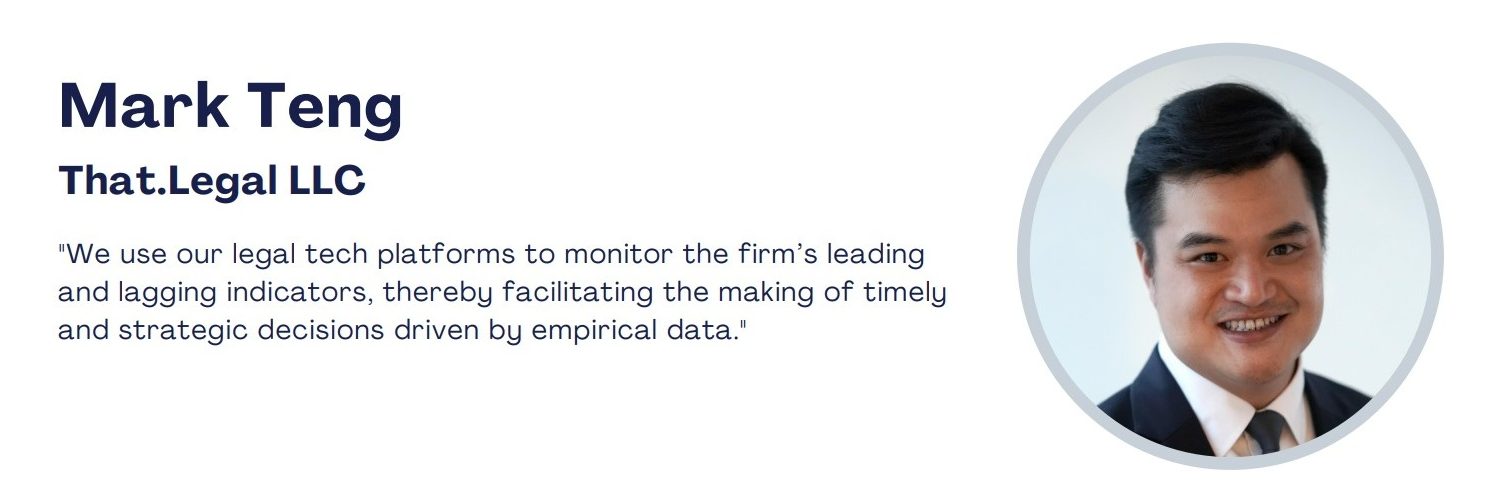 Mark Teng
That.Legal LLC
"We use our legal tech platforms to monitor the firm’s leading
and lagging indicators, thereby facilitating the making of timely
and strategic decisions driven by empirical data."